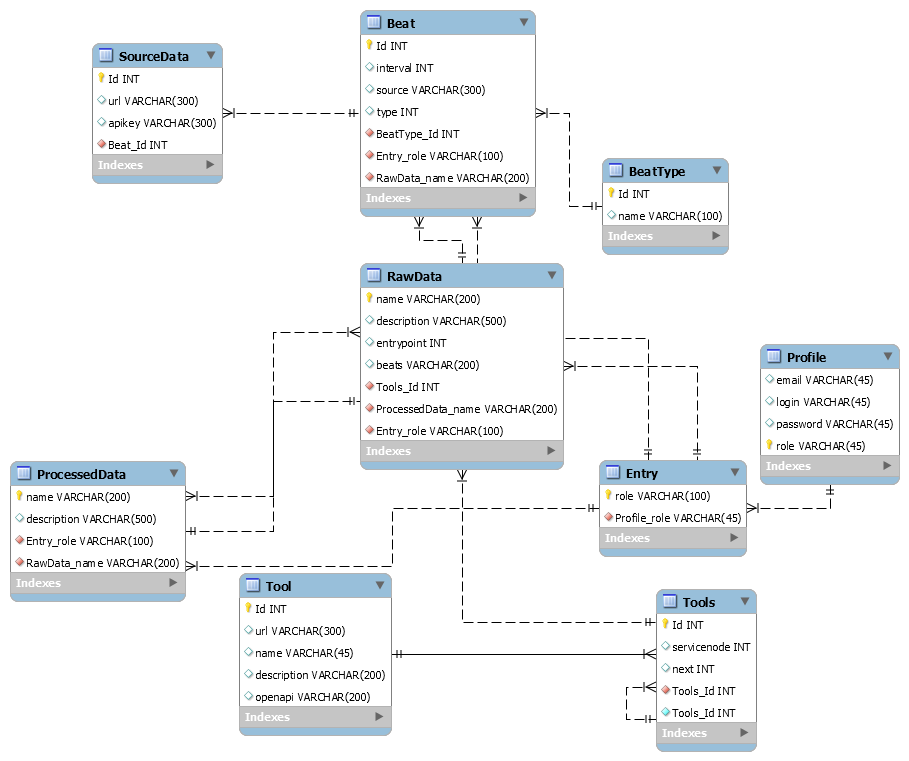 Beat
Id INT
interval INT
source VARCHAR(300)
type INT
BeatType_Id INT
Entry_role VARCHAR(100)
RawData_name VARCHAR(200)
Indexes
SourceData
Id INT
url VARCHAR(300)
apikey VARCHAR(300)
Beat_Id INT
Indexes
BeatType
Id INT
name VARCHAR(100)
Indexes
RawData
name VARCHAR(200)
description VARCHAR(500)
entrypoint INT
beats VARCHAR(200)
Tools_Id INT
ProcessedData_name VARCHAR(200)
Entry_role VARCHAR(100)
Indexes
Profile
email VARCHAR(45)
login VARCHAR(45)
password VARCHAR(45)
role VARCHAR(45)
Indexes
ProcessedData
name VARCHAR(200)
description VARCHAR(500)
Entry_role VARCHAR(100)
RawData_name VARCHAR(200)
Indexes
Entry
role VARCHAR(100)
Profile_role VARCHAR(45)
Indexes
Tool
Id INT
url VARCHAR(300)
name VARCHAR(45)
description VARCHAR(200)
openapi VARCHAR(200)
Indexes
Tools
Id INT
servicenode INT
next INT
Tools_Id INT
Tools_Id INT
Indexes